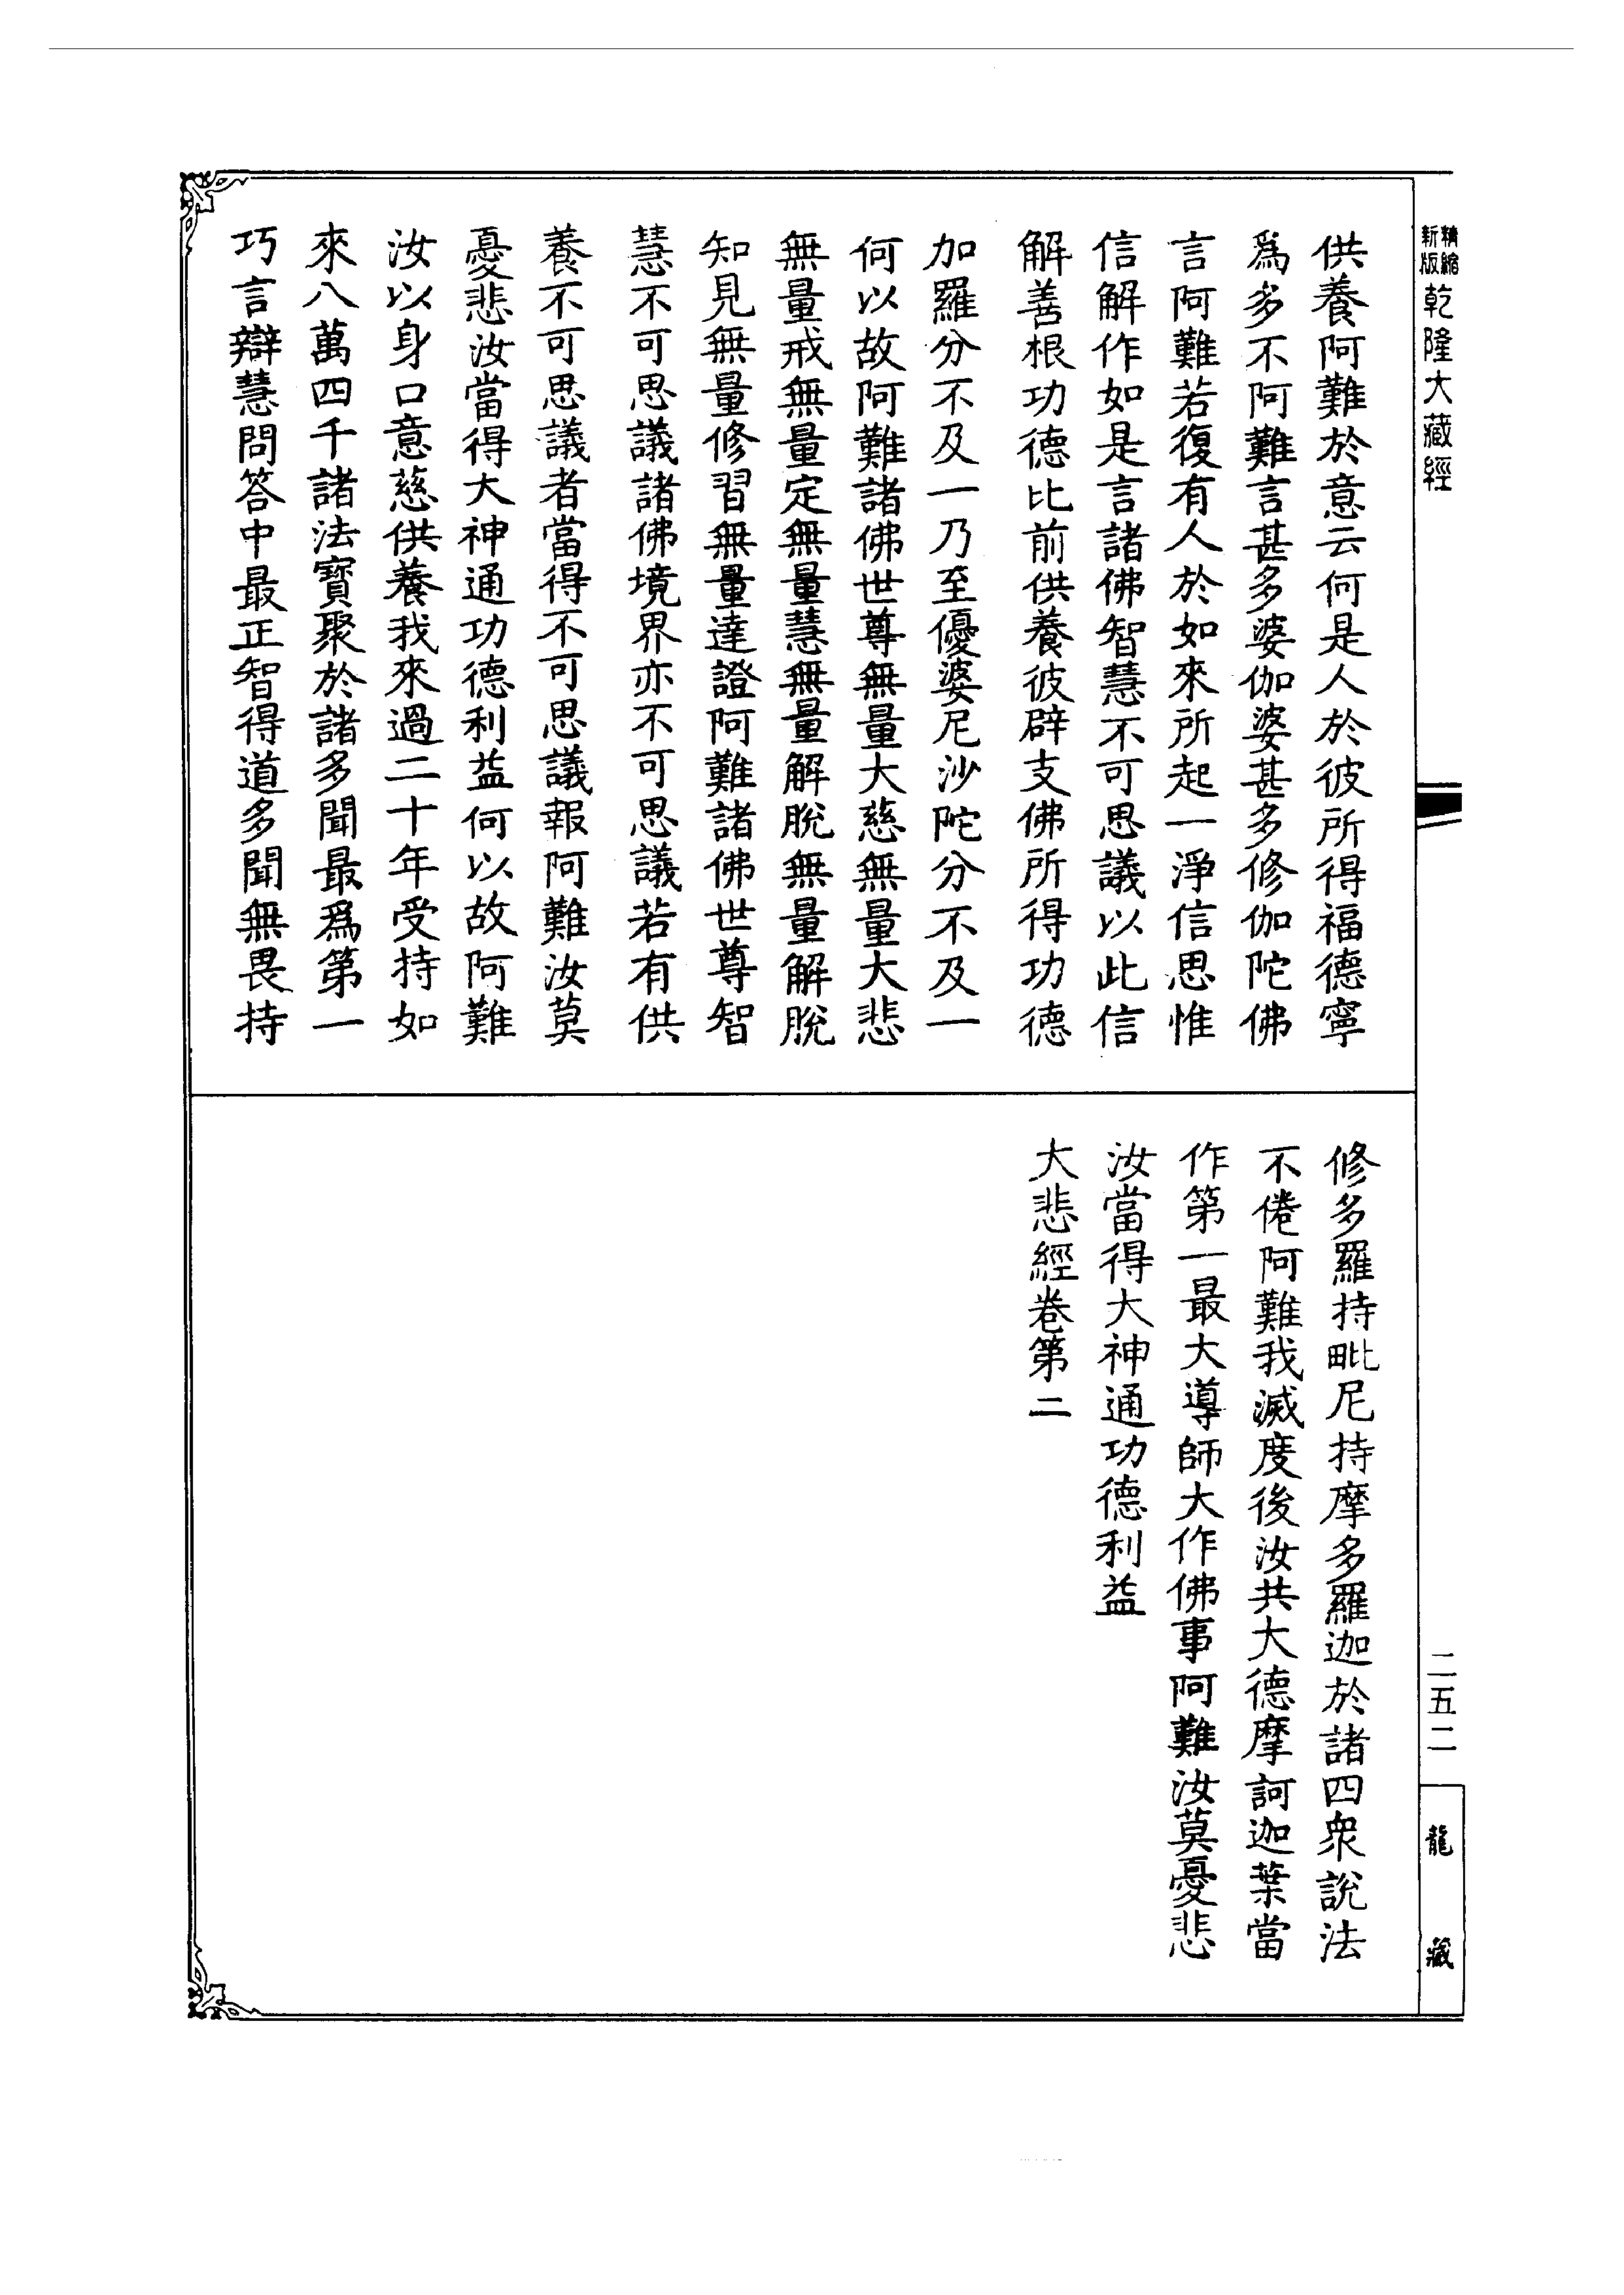 精縮新版乾隆大藏經
供養阿難於意云何是人於彼所得福德寧
為多不阿難言甚多婆伽婆甚多修伽陀佛
言阿難若復有人於如來所起一淨信思惟
信解作如是言諸佛智慧不可思議以此信
解善根功德比前供養彼辟支佛所得功德
加羅分不及一乃至優婆尼沙陀分不及一
何以故阿難諸佛世尊無量大慈無量大悲
無量戒無量定無量慧無量解脫無量解脫
知見無量修習無量達證阿難諸佛世尊智
慧不可思議諸佛境界亦不可思議若有供
養不可思議者當得不可思議報阿難汝莫
憂悲汝當得大神通功德利益何以故阿難
汝以身口意慈供養我來過二十年受持如
來八萬四千諸法寶聚於諸多聞最為第一
巧言辯慧問答中最正智得道多聞無畏持
修多羅持毗尼持摩多羅迦於諸四眾說法
不倦阿難我滅度後汝共大德摩訶迦葉當
作第一最大導師大作佛事阿難汝莫憂悲
汝當得大神通功德利益
大悲經卷第二
二五二
龍藏